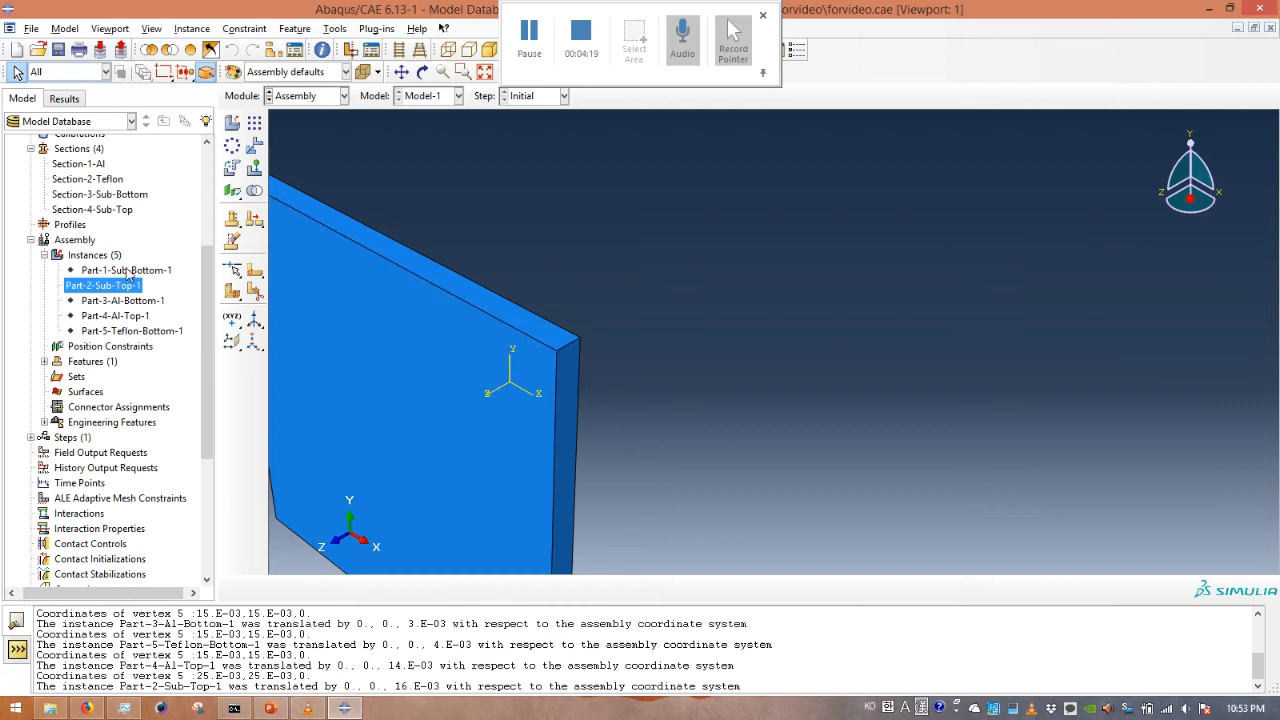 Abaqus/CAE 6.13-1 - Model Datab
orvideo/forvideo.cae [Viewport: 1]
File Model Viewport View Instance Constraint Feature Tools Plug-ins Help
Pause
00:04:19
Select Area
Audio
Record Pointer
All
Assembly defaults
Model Results
Module: Assembly Model: Model-1 Step: Initial
Model Database
Calibrations
Sections (4)
Section-1-Al
Section-2-Teflon
Section-3-Sub-Bottom
Section-4-Sub-Top
Profiles
Assembly
Instances (5)
Part-1-Sub-Bottom-1
Part-2-Sub-Top-1
Part-3-Al-Bottom-1
Part-4-Al-Top-1
Part-5-Teflon-Bottom-1
Position Constraints
Features (1)
Sets
Surfaces
Connector Assignments
Engineering Features
Steps (1)
Field Output Requests
History Output Requests
Time Points
ALE Adaptive Mesh Constraints
Interactions
Interaction Properties
Contact Controls
Contact Initializations
Contact Stabilizations
(XYZ)
Y
Z X
Y
Z X
Y
Z X
SIMULIA
Coordinates of vertex 5 :15.E-03,15.E-03,0.
The instance Part-3-Al-Bottom-1 was translated by 0., 0., 3.E-03 with respect to the assembly coordinate system
Coordinates of vertex 5 :15.E-03,15.E-03,0.
The instance Part-5-Teflon-Bottom-1 was translated by 0., 0., 4.E-03 with respect to the assembly coordinate system
The instance Part-4-Al-Top-1 was translated by 0., 0., 14.E-03 with respect to the assembly coordinate system
Coordinates of vertex 5 :25.E-03,25.E-03,0.
The instance Part-2-Sub-Top-1 was translated by 0., 0., 16.E-03 with respect to the assembly coordinate system
>>>
KO
10:53 PM